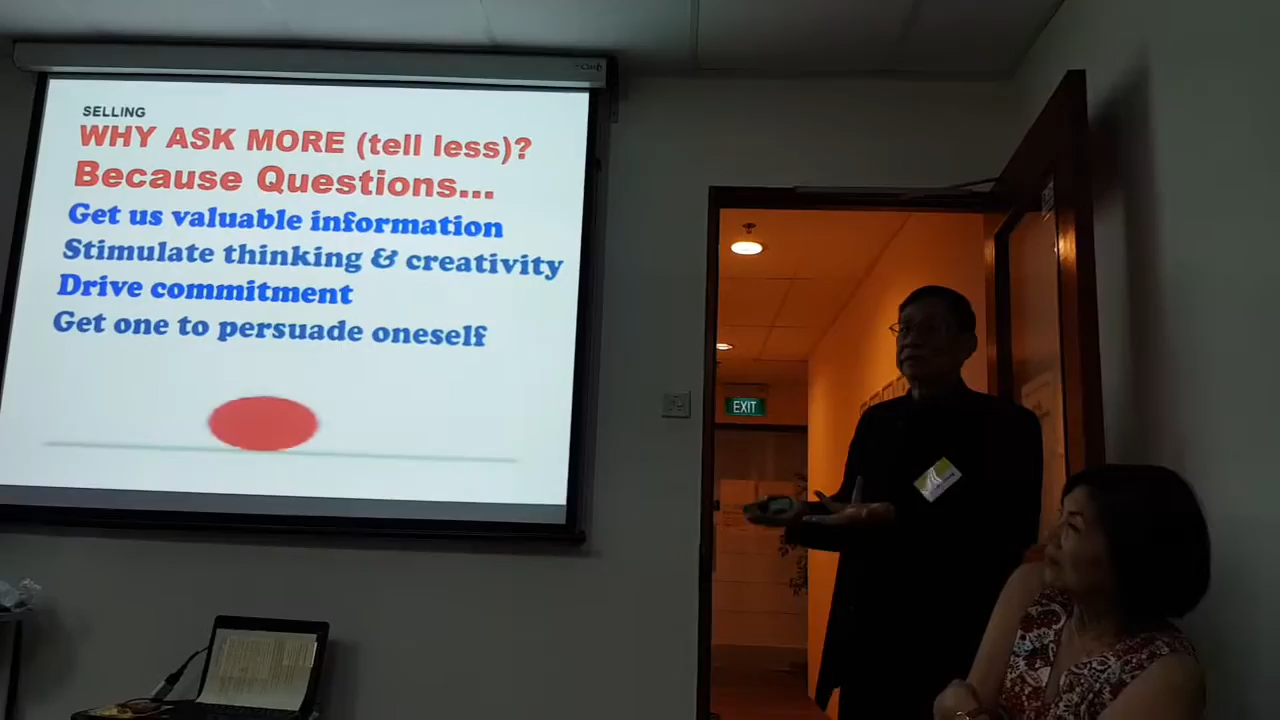 SELLING
WHY ASK MORE (tell less)?
Because Questions...
Get us valuable information
Stimulate thinking & creativity
Drive commitment
Get one to persuade oneself
EXIT